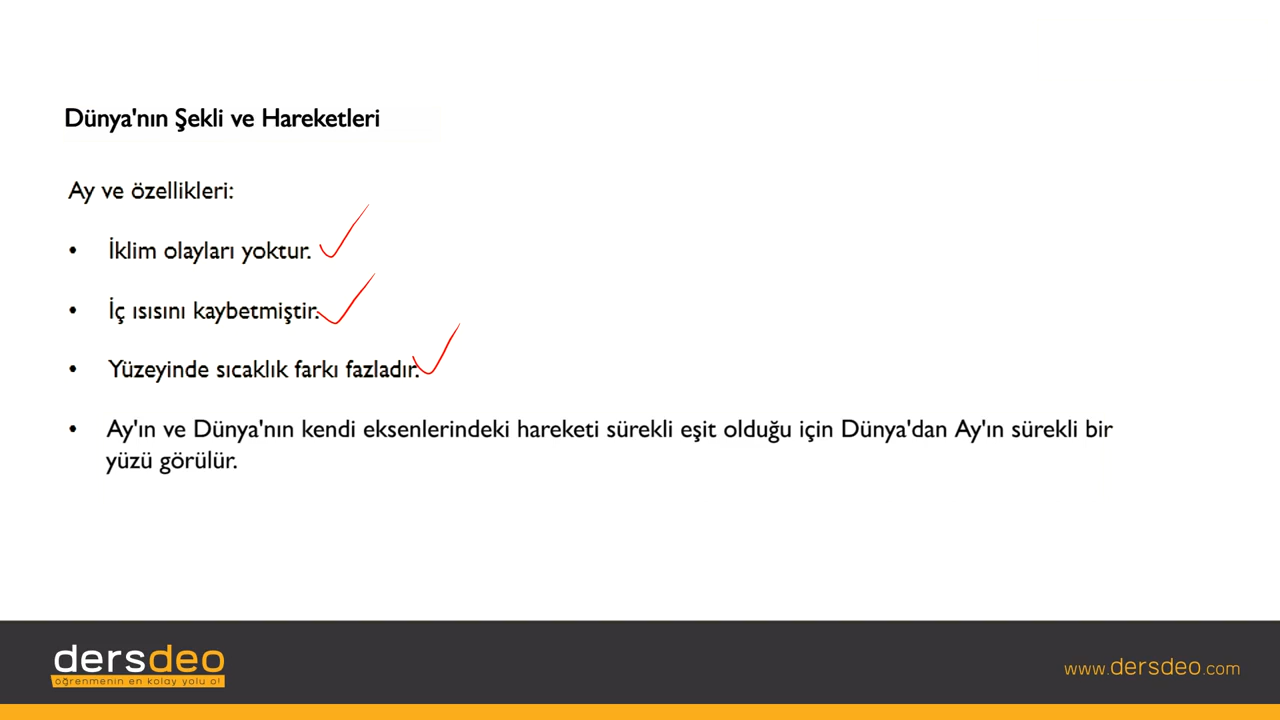 Dünya'nın Şekli ve Hareketleri
Ay ve özellikleri:
• İklim olayları yoktur.
• İç ısısını kaybetmiştir.
• Yüzeyinde sıcaklık farkı fazladır.
• Ay'ın ve Dünya'nın kendi eksenlerindeki hareketi sürekli eşit olduğu için Dünya'dan Ay'ın sürekli bir
yüzü görülür.
dersdeo
öğrenmenin en kolay yolu o!
www.dersdeo.com